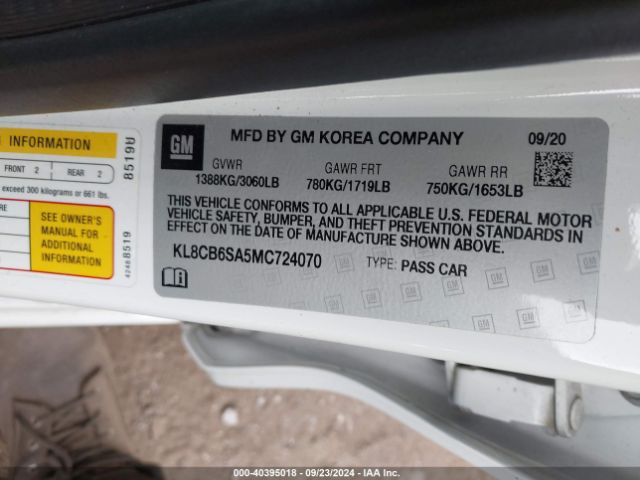 INFORMATION
FRONT 2 REAR 2
exceed 300 kilograms or 661 lbs.
SEE OWNER'S
MANUAL FOR
ADDITIONAL
INFORMATION
8519U
42468519
GM
MFD BY GM KOREA COMPANY 09/20
GVWR GAWR FRT GAWR RR
1388KG/3060LB 780KG/1719LB 750KG/1653LB
THIS VEHICLE CONFORMS TO ALL APPLICABLE U.S. FEDERAL MOTOR
VEHICLE SAFETY, BUMPER, AND THEFT PREVENTION STANDARDS IN
EFFECT ON THE DATE OF MANUFACTURE SHOWN ABOVE.
KL8CB6SA5MC724070 TYPE: PASS CAR
Stock: 40395018 - 09/23/2024 - IAA Inc.